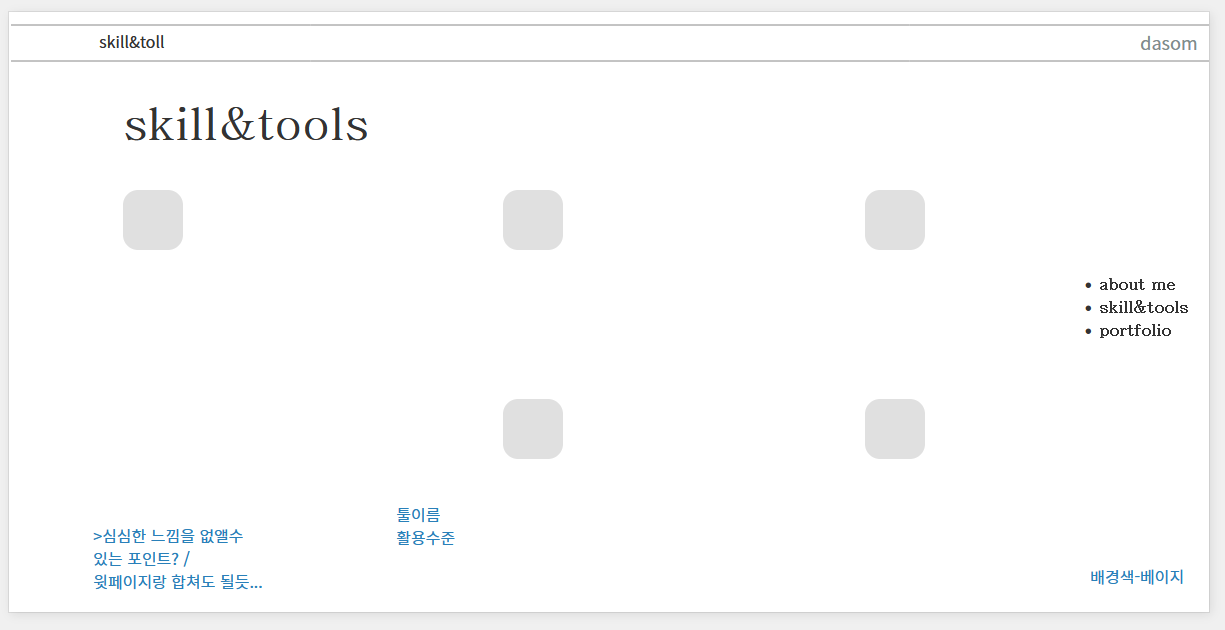 skill&toll
dasom
skill&tools
• about me
• skill&tools
• portfolio
툴이름
활용수준
>심심한 느낌을 없앨수
있는 포인트? /
윗페이지랑 합쳐도 될듯...
배경색-베이지